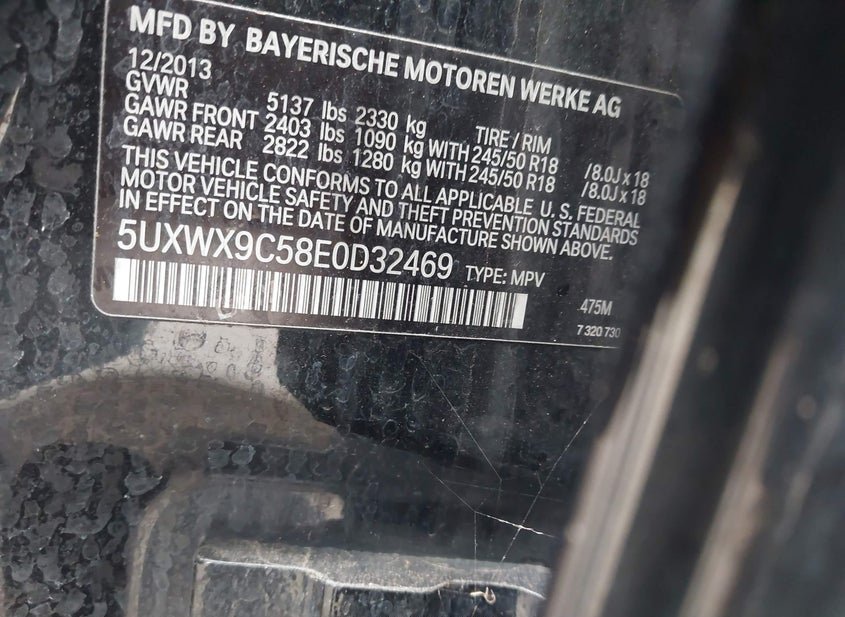 MFD BY BAYERISCHE MOTOREN WERKE AG
12/2013
GVWR 5137 lbs 2330 kg TIRE / RIM
GAWR FRONT 2403 lbs 1090 kg WITH 245/50 R18 /8.0J x 18
GAWR REAR 2822 lbs 1280 kg WITH 245/50 R18 /8.0J x 18
THIS VEHICLE CONFORMS TO ALL APPLICABLE U. S. FEDERAL
MOTOR VEHICLE SAFETY AND THEFT PREVENTION STANDARDS
IN EFFECT ON THE DATE OF MANUFACTURE SHOWN ABOVE.
5UXWX9C58E0D32469 TYPE: MPV
475M
7 320 730